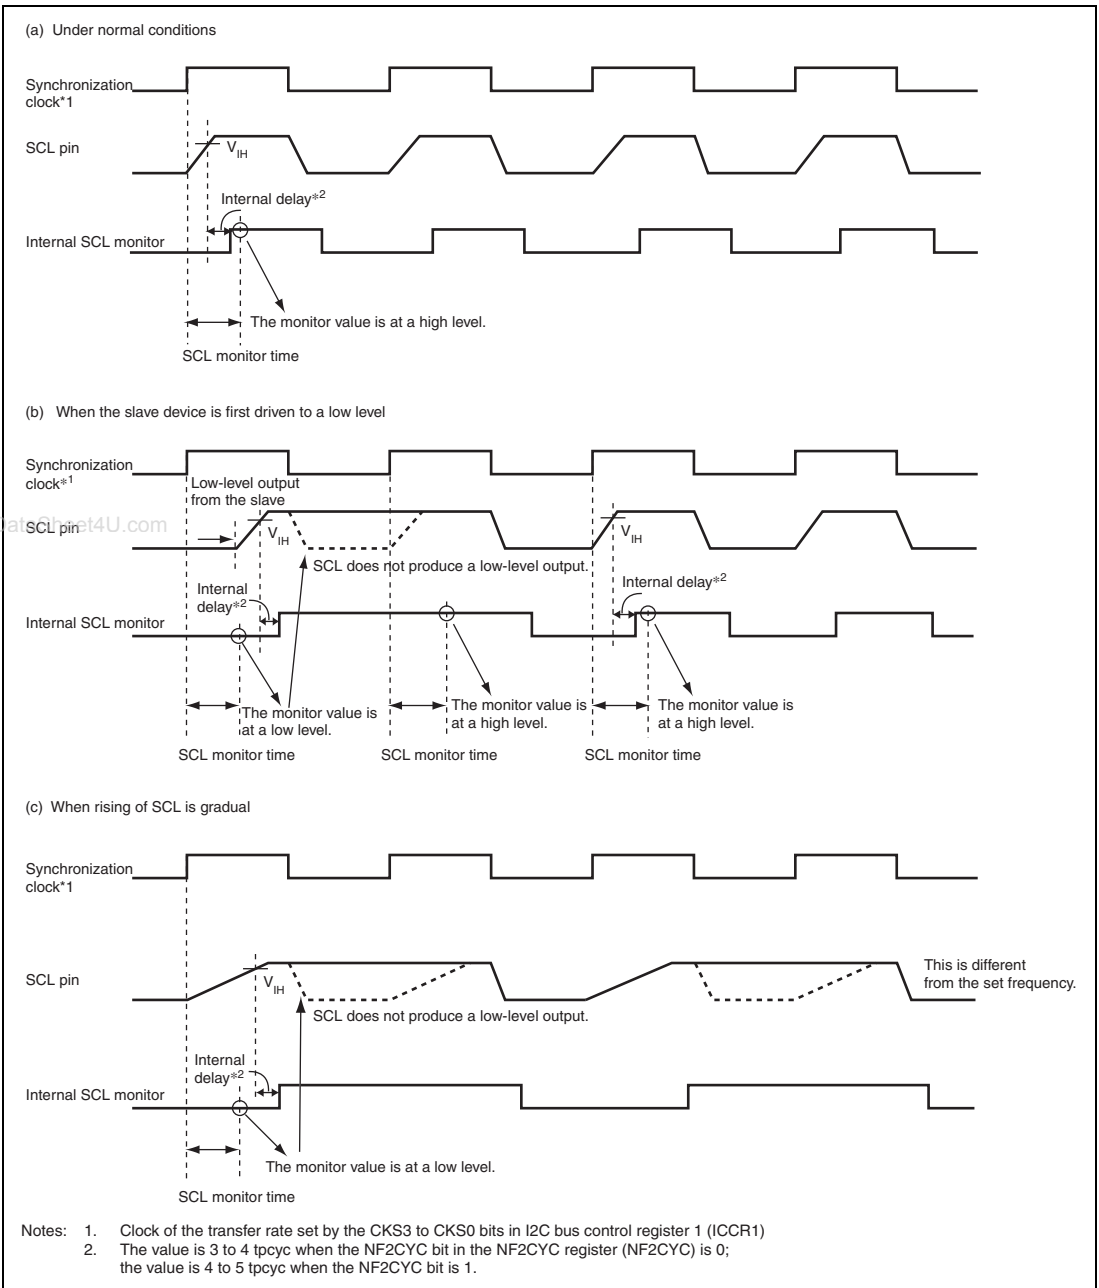 (a) Under normal conditions
Synchronization
clock*1
SCL pin
VIH
Internal delay*2
Internal SCL monitor
The monitor value is at a high level.
SCL monitor time
(b) When the slave device is first driven to a low level
Synchronization
clock*1
Low-level output
from the slave
SCL pin
VIH
VIH
SCL does not produce a low-level output.
Internal
delay*2
Internal delay*2
Internal SCL monitor
The monitor value is
at a low level.
The monitor value is
at a high level.
The monitor value is
at a high level.
SCL monitor time
SCL monitor time
SCL monitor time
(c) When rising of SCL is gradual
Synchronization
clock*1
SCL pin
VIH
This is different
from the set frequency.
SCL does not produce a low-level output.
Internal
delay*2
Internal SCL monitor
The monitor value is at a low level.
SCL monitor time
Notes: 1. Clock of the transfer rate set by the CKS3 to CKS0 bits in I2C bus control register 1 (ICCR1)
2. The value is 3 to 4 tpcyc when the NF2CYC bit in the NF2CYC register (NF2CYC) is 0;
the value is 4 to 5 tpcyc when the NF2CYC bit is 1.